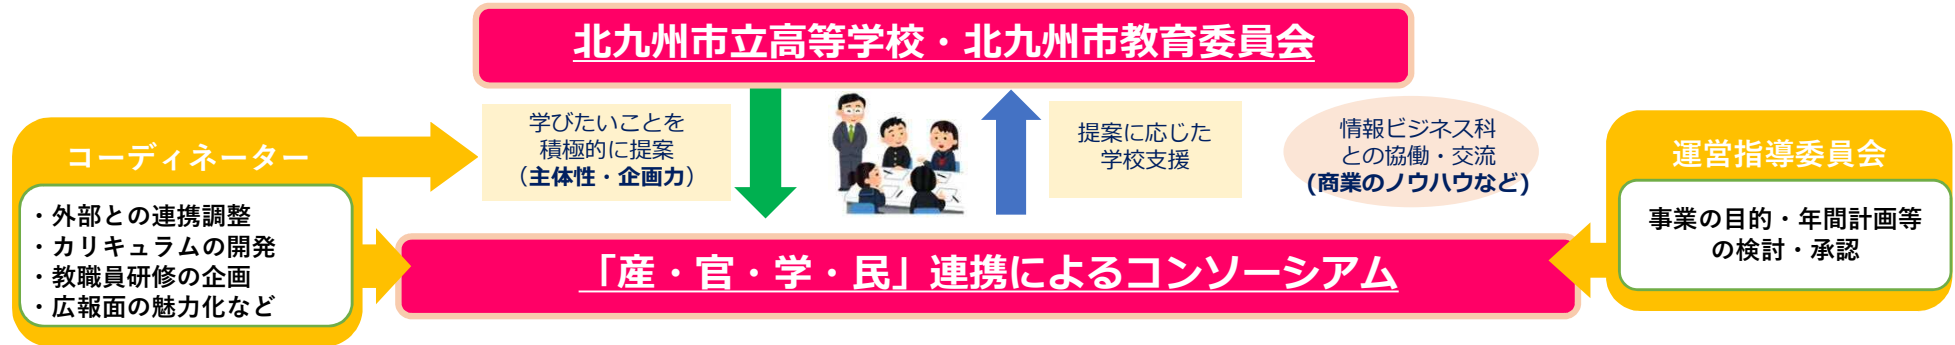 北九州市立高等学校・北九州市教育委員会
学びたいことを
積極的に提案
（主体性・企画力）
提案に応じた
学校支援
情報ビジネス科
との協働・交流
(商業のノウハウなど)
コーディネーター
・外部との連携調整
・カリキュラムの開発
・教職員研修の企画
・広報面の魅力化など
運営指導委員会
事業の目的・年間計画等
の検討・承認
「産・官・学・民」連携によるコンソーシアム